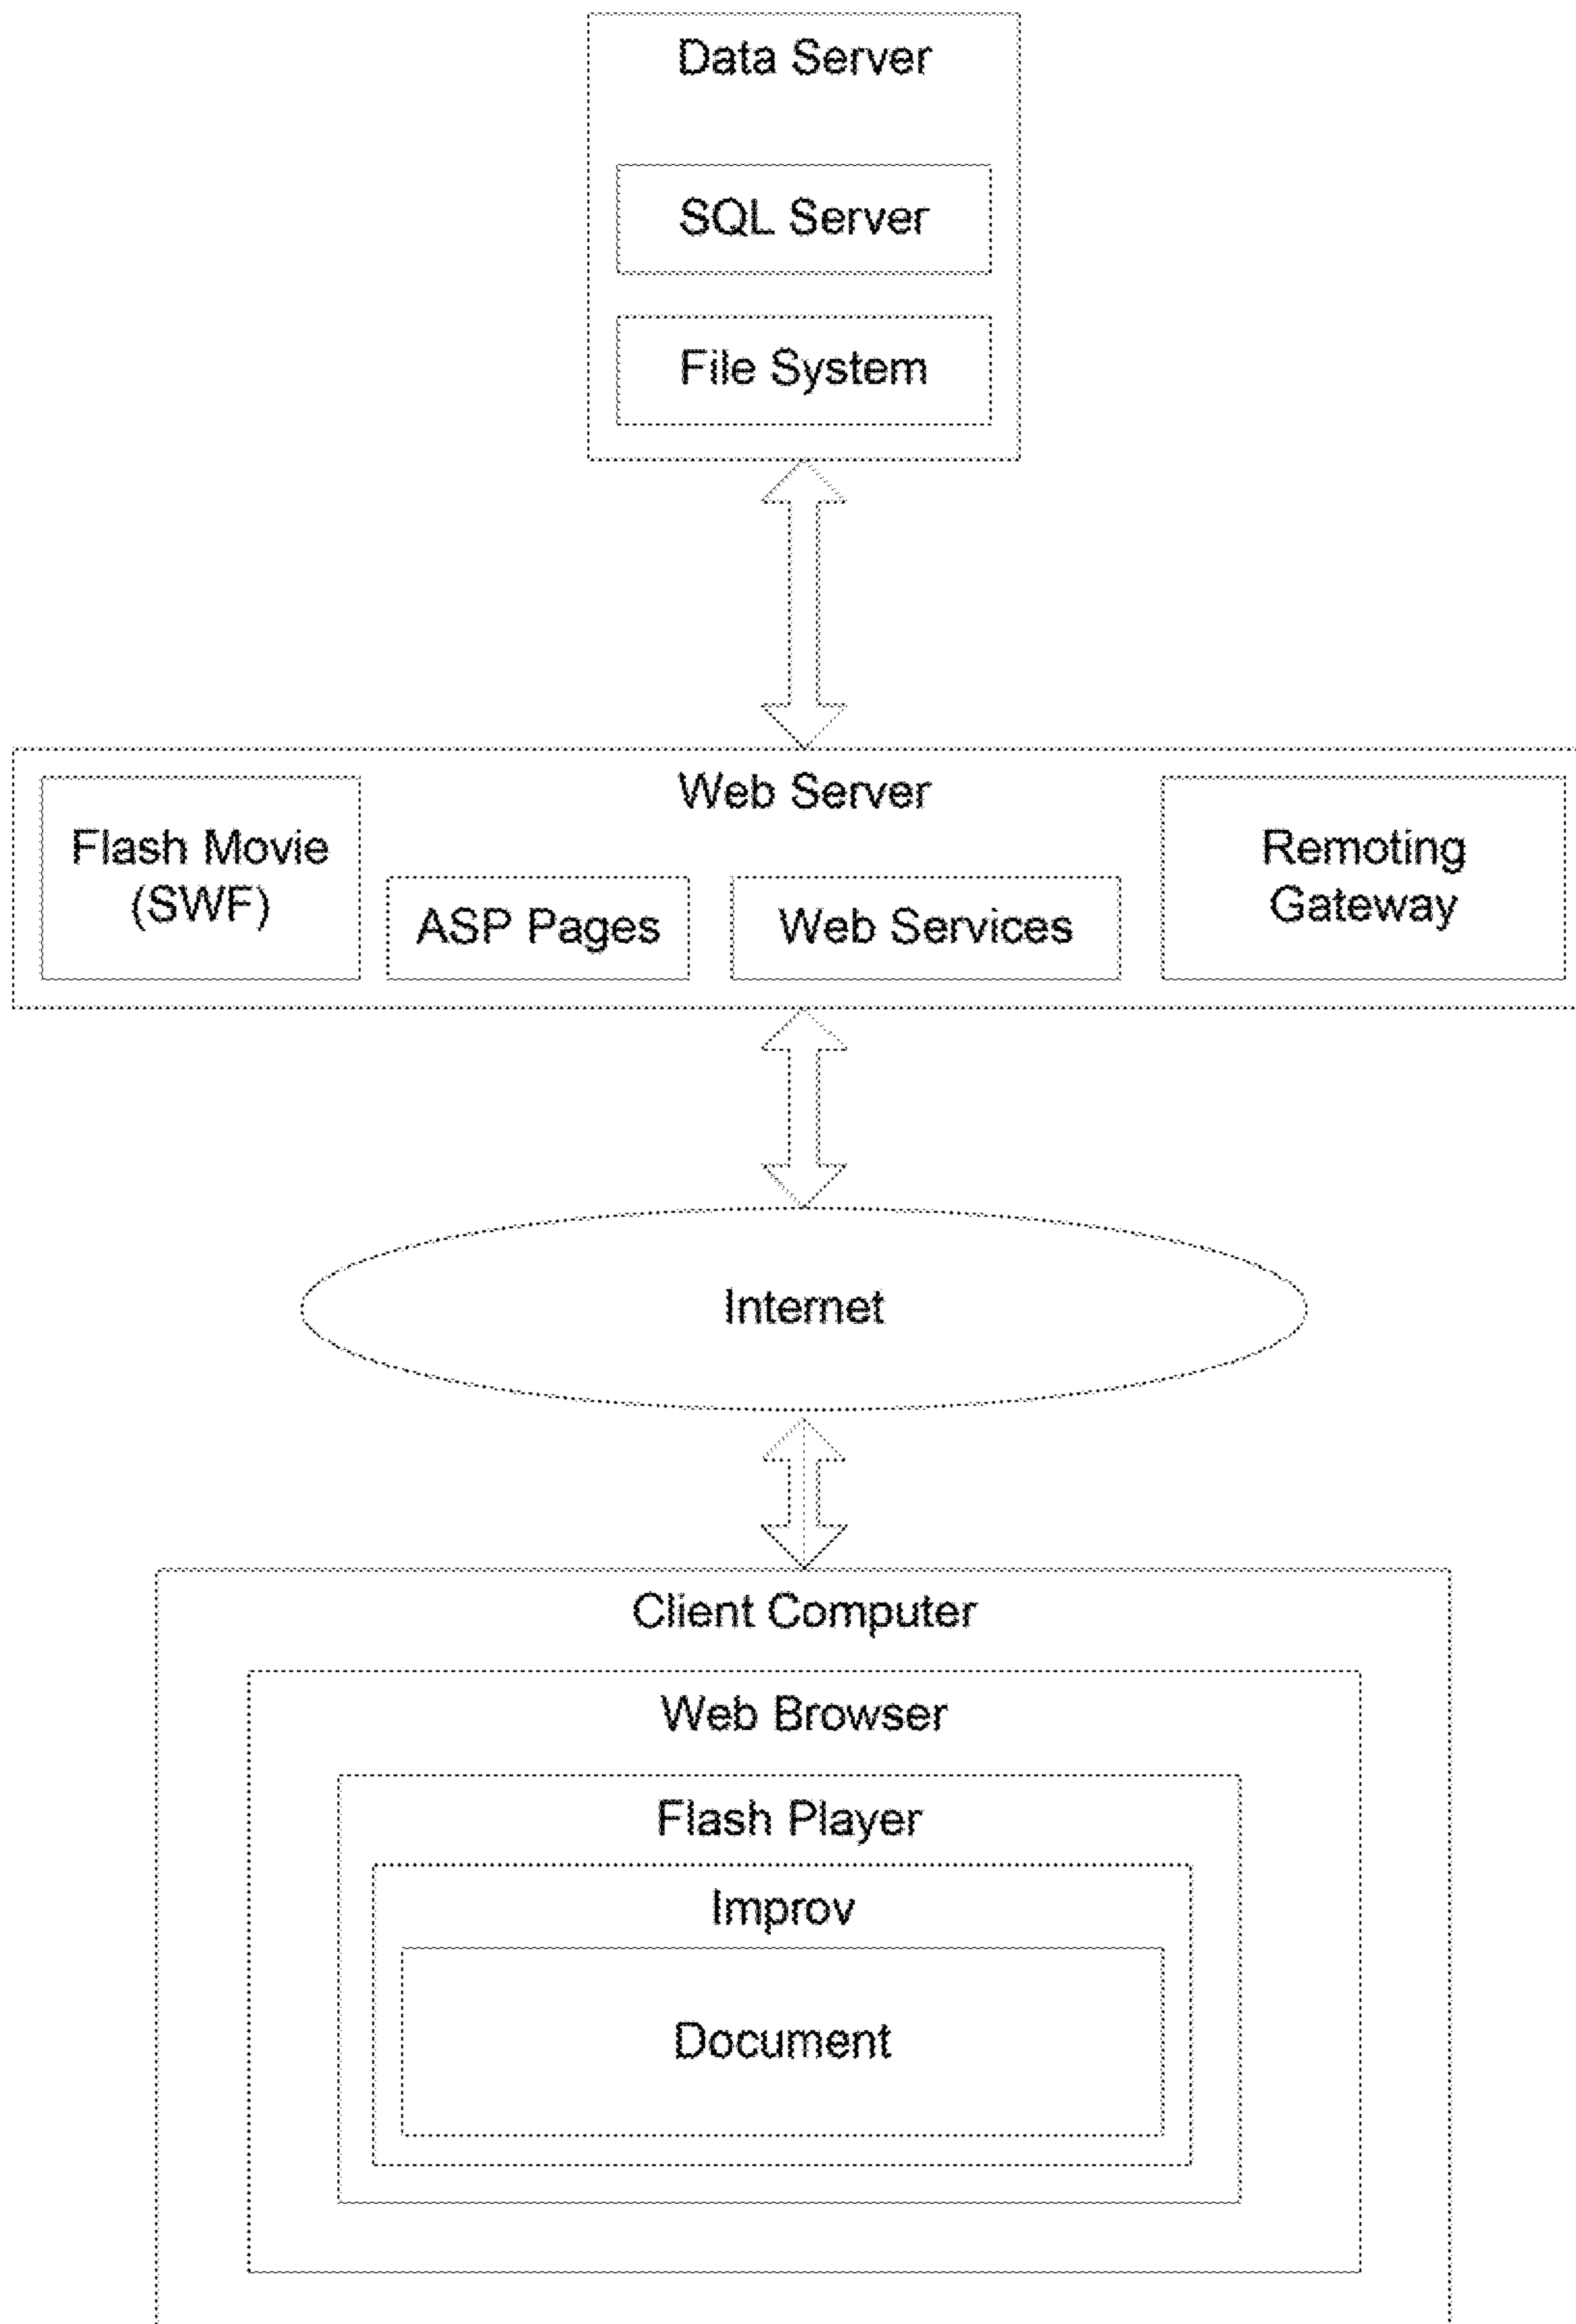 Data Server
SQL Server
File System
Web Server
Flash Movie
(SWF)
ASP Pages
Web Services
Remoting
Gateway
Internet
Client Computer
Web Browser
Flash Player
Improv
Document